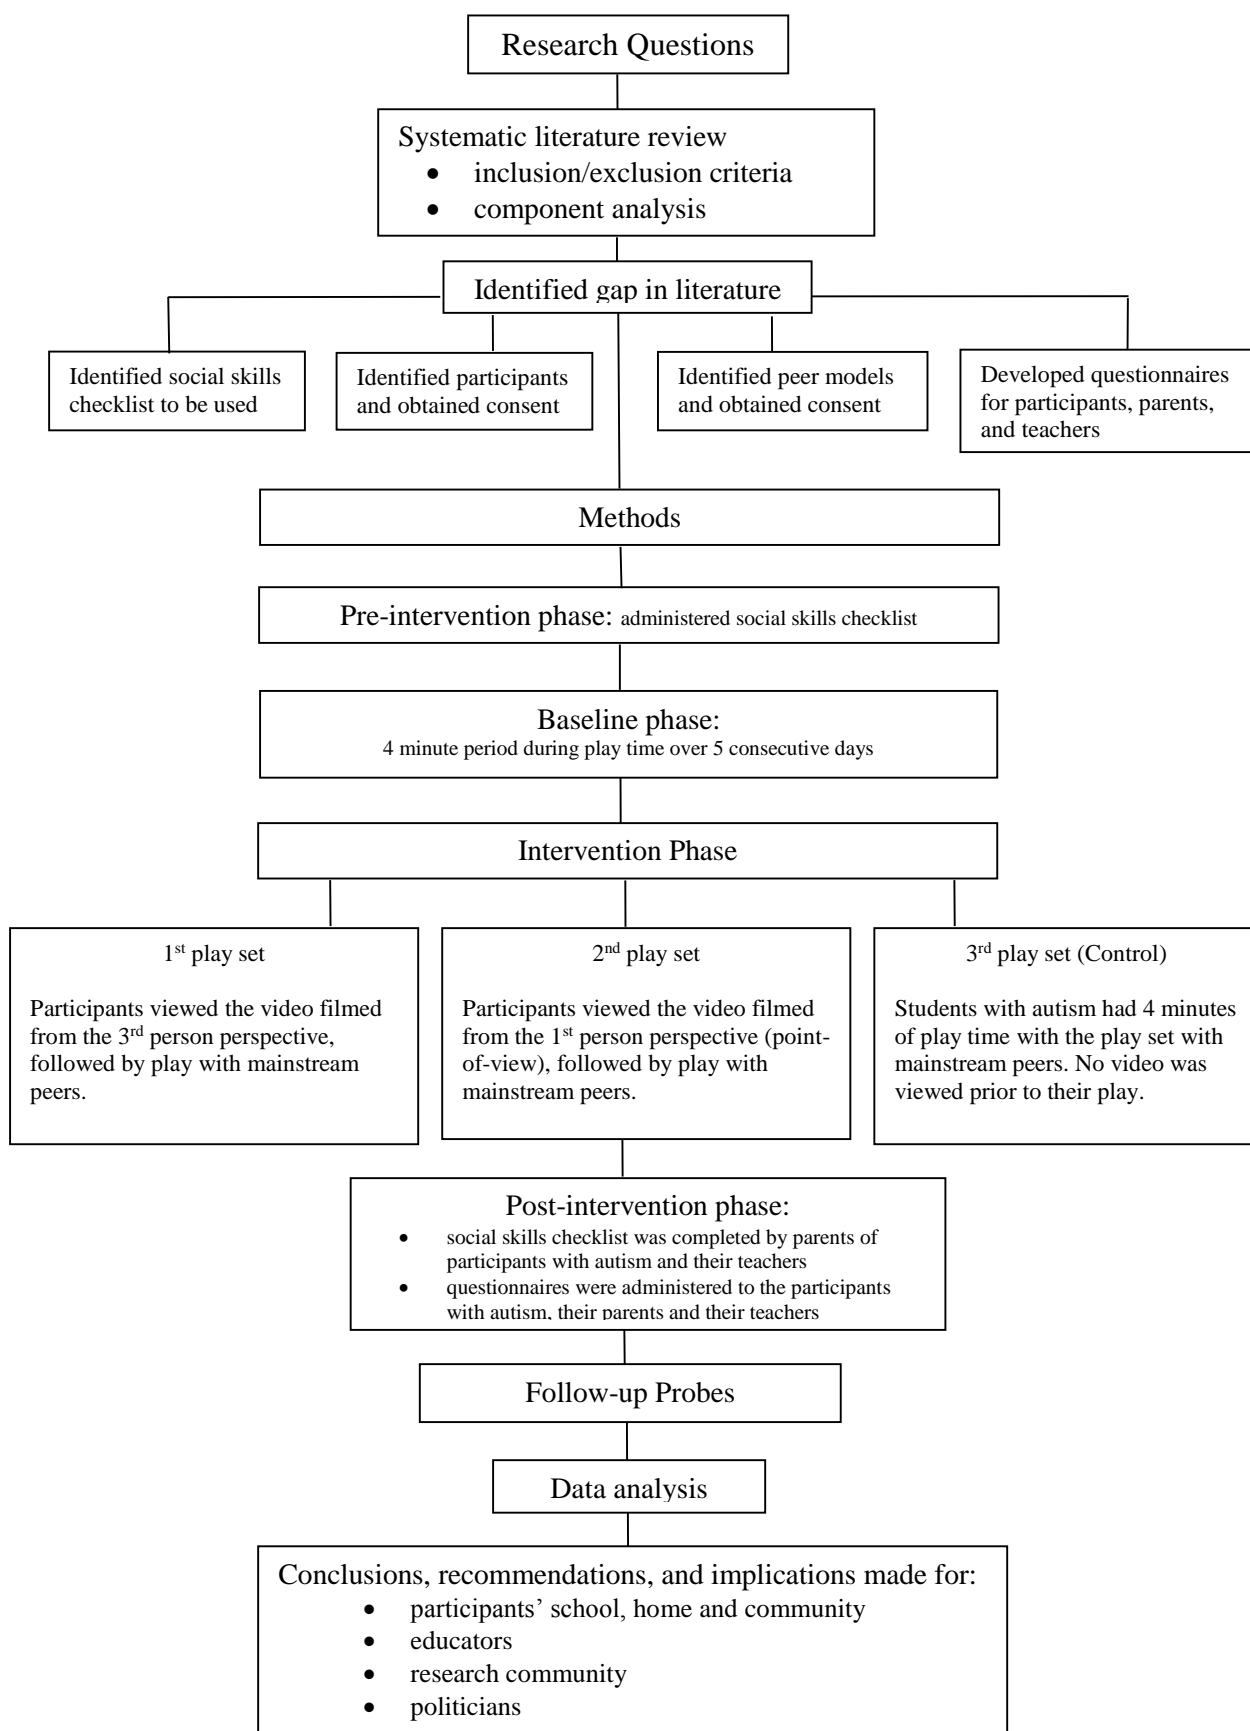 Research Questions
Systematic literature review
• inclusion/exclusion criteria
• component analysis
Identified gap in literature
Identified social skills
checklist to be used
Identified participants
and obtained consent
Identified peer models
and obtained consent
Developed questionnaires
for participants, parents,
and teachers
Methods
Pre-intervention phase: administered social skills checklist
Baseline phase:
4 minute period during play time over 5 consecutive days
Intervention Phase
1st play set
Participants viewed the video filmed
from the 3rd person perspective,
followed by play with mainstream
peers.
2nd play set
Participants viewed the video filmed
from the 1st person perspective (point-
of-view), followed by play with
mainstream peers.
3rd play set (Control)
Students with autism had 4 minutes
of play time with the play set with
mainstream peers. No video was
viewed prior to their play.
Post-intervention phase:
• social skills checklist was completed by parents of
participants with autism and their teachers
• questionnaires were administered to the participants
with autism, their parents and their teachers
Follow-up Probes
Data analysis
Conclusions, recommendations, and implications made for:
• participants’ school, home and community
• educators
• research community
• politicians